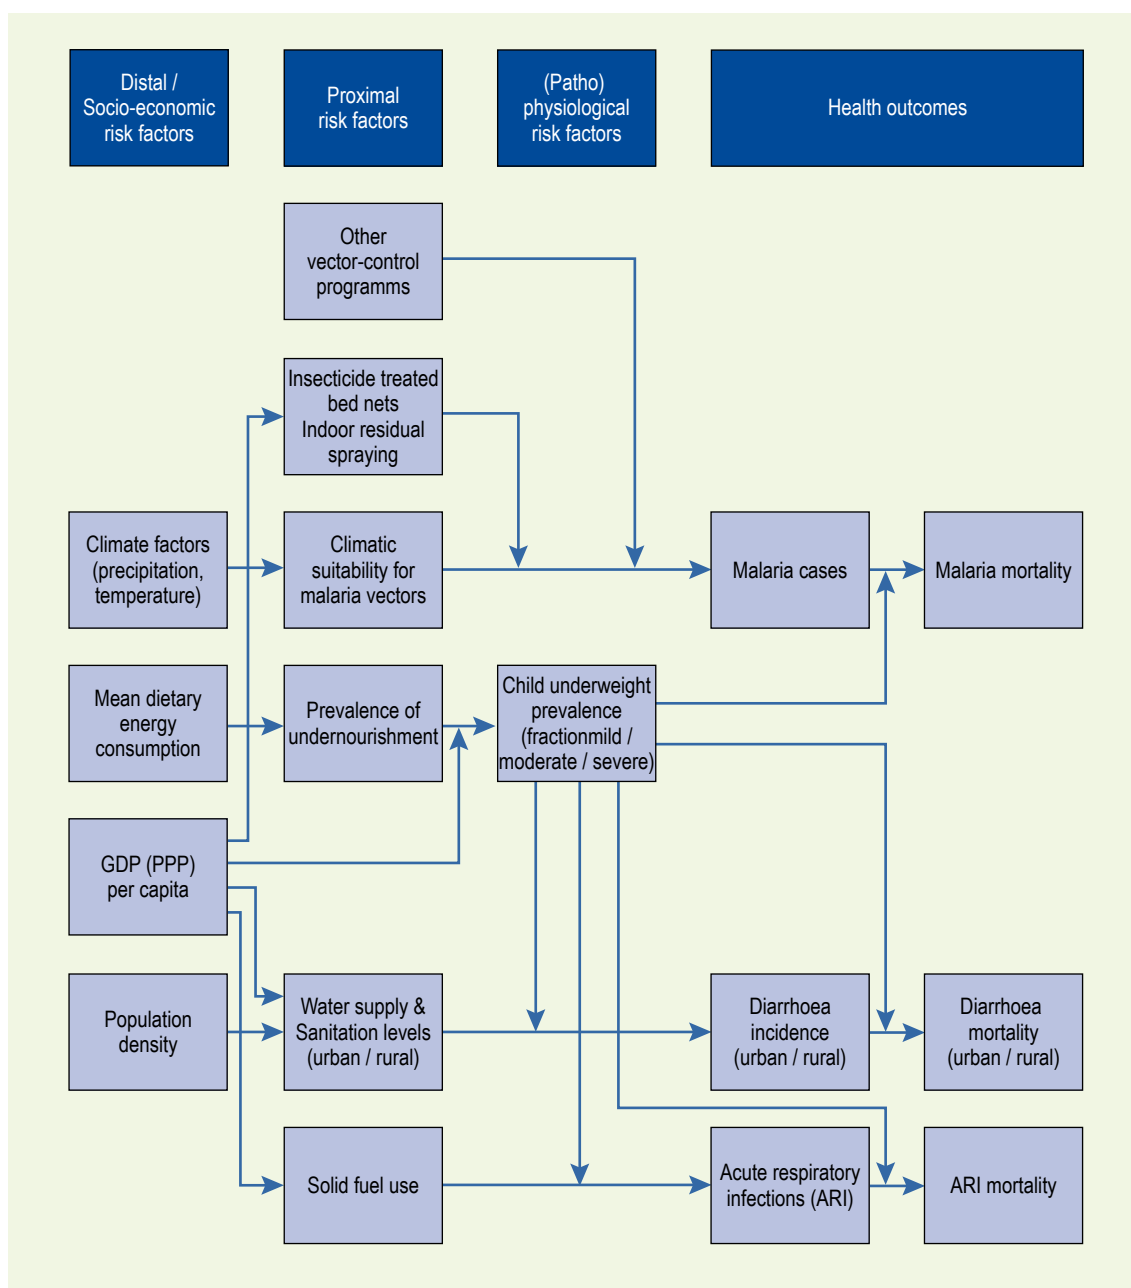 Distal /
Socio-economic
risk factors
Proximal
risk factors
(Patho)
physiological
risk factors
Health outcomes
Other
vector-control
programms
Insecticide treated
bed nets
Indoor residual
spraying
Climate factors
(precipitation,
temperature)
Climatic
suitability for
malaria vectors
Malaria cases
Malaria mortality
Mean dietary
energy
consumption
Prevalence of
undernourishment
Child underweight
prevalence
(fractionmild /
moderate / severe)
GDP (PPP)
per capita
Population
density
Water supply &
Sanitation levels
(urban / rural)
Diarrhoea
incidence
(urban / rural)
Diarrhoea
mortality
(urban / rural)
Solid fuel use
Acute respiratory
infections (ARI)
ARI mortality